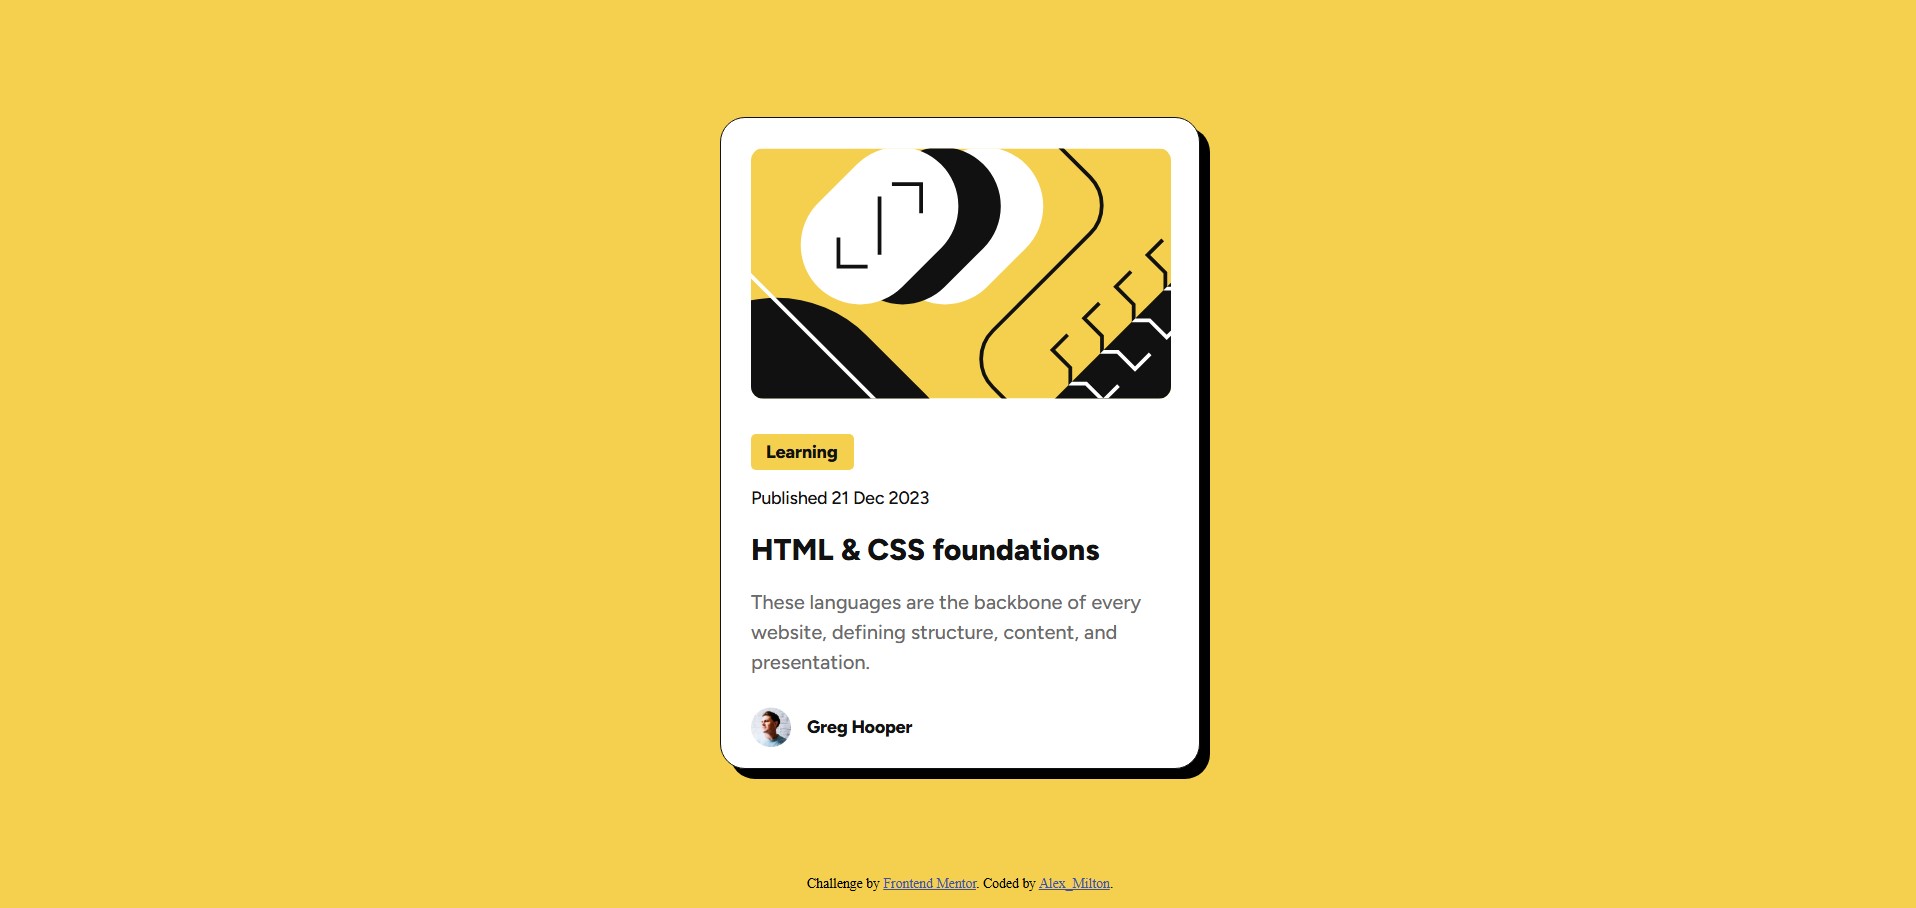 Learning
Published 21 Dec 2023
HTML & CSS foundations
These languages are the backbone of every
website, defining structure, content, and
presentation.
Greg Hooper
Challenge by Frontend Mentor. Coded by Alex_Milton.